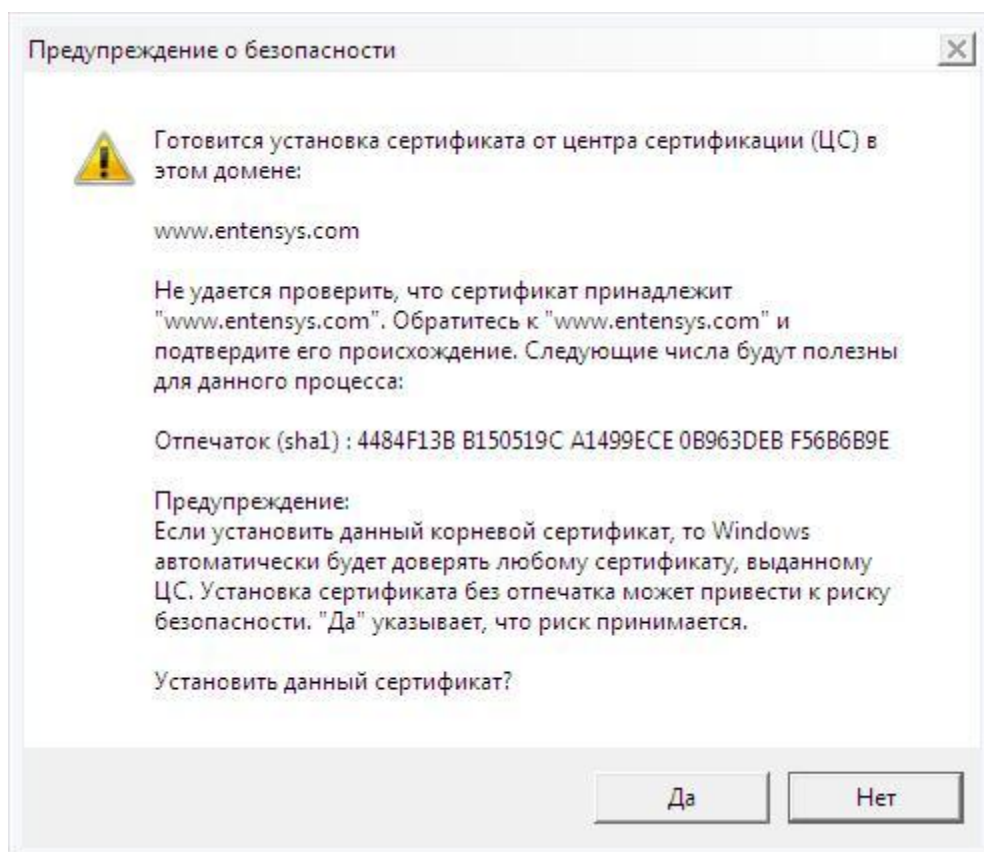 Предупреждение о безопасности
Готовится установка сертификата от центра сертификации (ЦС) в
этом домене:
www.entensys.com
Не удается проверить, что сертификат принадлежит
"www.entensys.com". Обратитесь к "www.entensys.com" и
подтвердите его происхождение. Следующие числа будут полезны
для данного процесса:
Отпечаток (sha1) : 4484F13B B150519C A1499ECE 0B963DEB F56B6B9E
Предупреждение:
Если установить данный корневой сертификат, то Windows
автоматически будет доверять любому сертификату, выданному
ЦС. Установка сертификата без отпечатка может привести к риску
безопасности. "Да" указывает, что риск принимается.
Установить данный сертификат?
Да
Нет